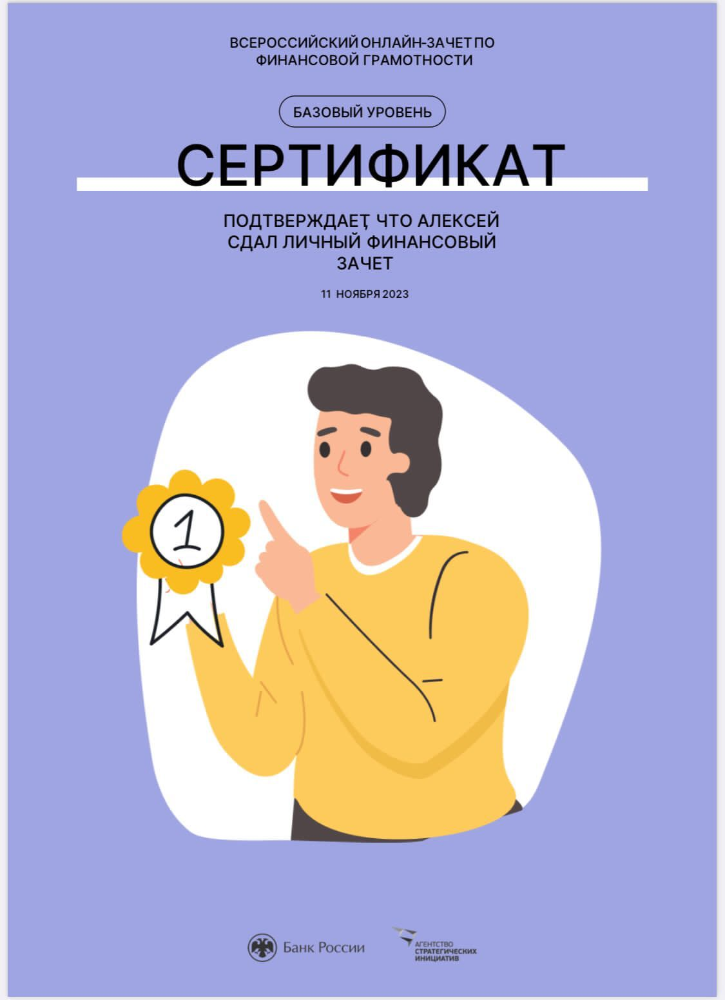 ВСЕРОССИЙСКИЙ ОНЛАЙН-ЗАЧЕТ ПО
ФИНАНСОВОЙ ГРАМОТНОСТИ
БАЗОВЫЙ УРОВЕНЬ
СЕРТИФИКАТ
ПОДТВЕРЖДАЕТ, ЧТО АЛЕКСЕЙ
СДАЛ ЛИЧНЫЙ ФИНАНСОВЫЙ
ЗАЧЕТ
11 НОЯБРЯ 2023
1
Банк России
АГЕНТСТВО
СТРАТЕГИЧЕСКИХ
ИНИЦИАТИВ